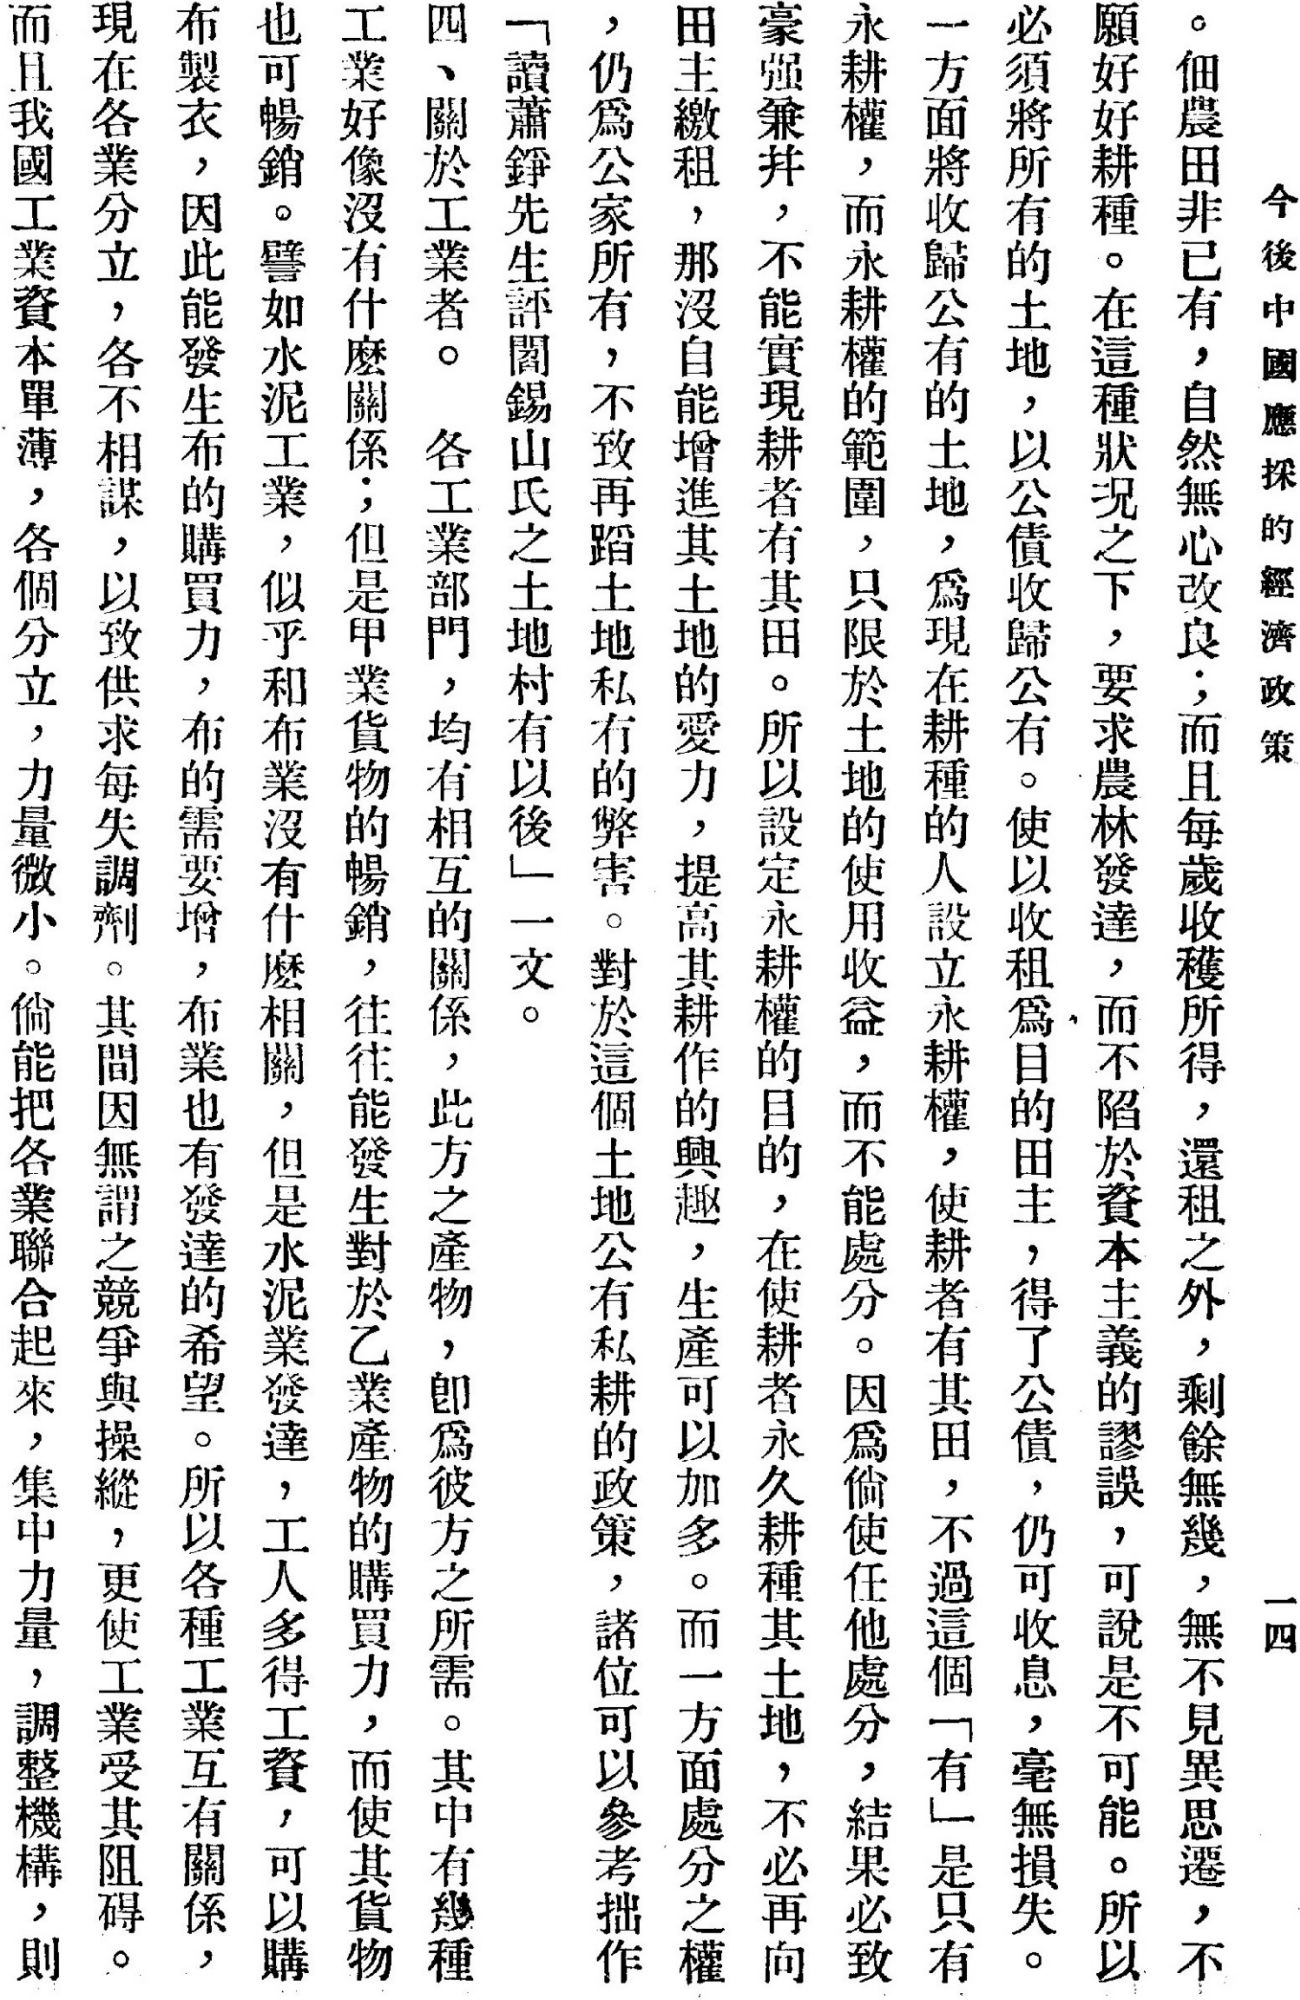 今後中國應採的經濟政策　一四
。佃農田非已有，自然無心改良；而且每歲收穫所得，還租之外，剩餘無幾，無不見異思遷，不
願好好耕種。在這種狀況之下，要求農林發達，而不陷於資本主義的謬誤，可說是不可能。所以
必須將所有的土地，以公債收歸公有。使以收租爲目的田主，得了公債，仍可收息，毫無損失。
一方面將收歸公有的土地，爲現在耕種的人設立永耕權，使耕者有其田，不過這個「有」是只有
永耕權，而永耕權的範圍，只限於土地的使用收益，而不能處分。因爲倘使任他處分，結果必致
豪强兼幷，不能實現耕者有其田。所以設定永耕權的目的，在使耕者永久耕種其土地，不必再向
田主繳租，那沒自能增進其土地的愛力，提高其耕作的興趣，生產可以加多。而一方面處分之權
，仍爲公家所有，不致再蹈土地私有的弊害。對於這個土地公有私耕的政策，諸位可以參考拙作
「讀蕭錚先生評閻錫山氏之土地村有以後」一文。
四、關於工業者。　各工業部門，均有相互的關係，此方之產物，卽爲彼方之所需。其中有幾種
工業好像沒有什麽關係；但是甲業貨物的暢銷，往往能發生對於乙業產物的購買力，而使其貨物
也可暢銷。譬如水泥工業，似乎和布業沒有什麽相關，但是水泥業發達，工人多得工資，可以購
布製衣，因此能發生布的購買力，布的需要增，布業也有發達的希望。所以各種工業互有關係，
現在各業分立，各不相謀，以致供求每失調劑。其間因無謂之競爭與操縱，更使工業受其阻碍。
而且我國工業資本單薄，各個分立，力量微小。倘能把各業聯合起來，集中力量，調整機構，則